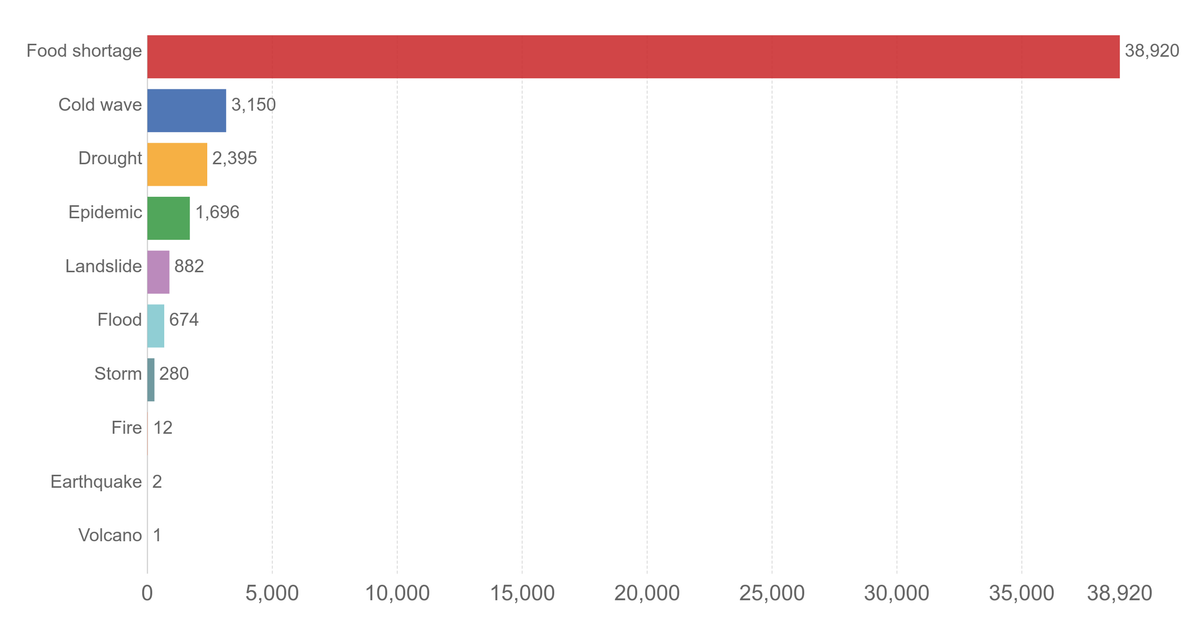 Food shortage 38,920
Cold wave 3,150
Drought 2,395
Epidemic 1,696
Landslide 882
Flood 674
Storm 280
Fire 12
Earthquake 2
Volcano 1
0 5,000 10,000 15,000 20,000 25,000 30,000 35,000 38,920